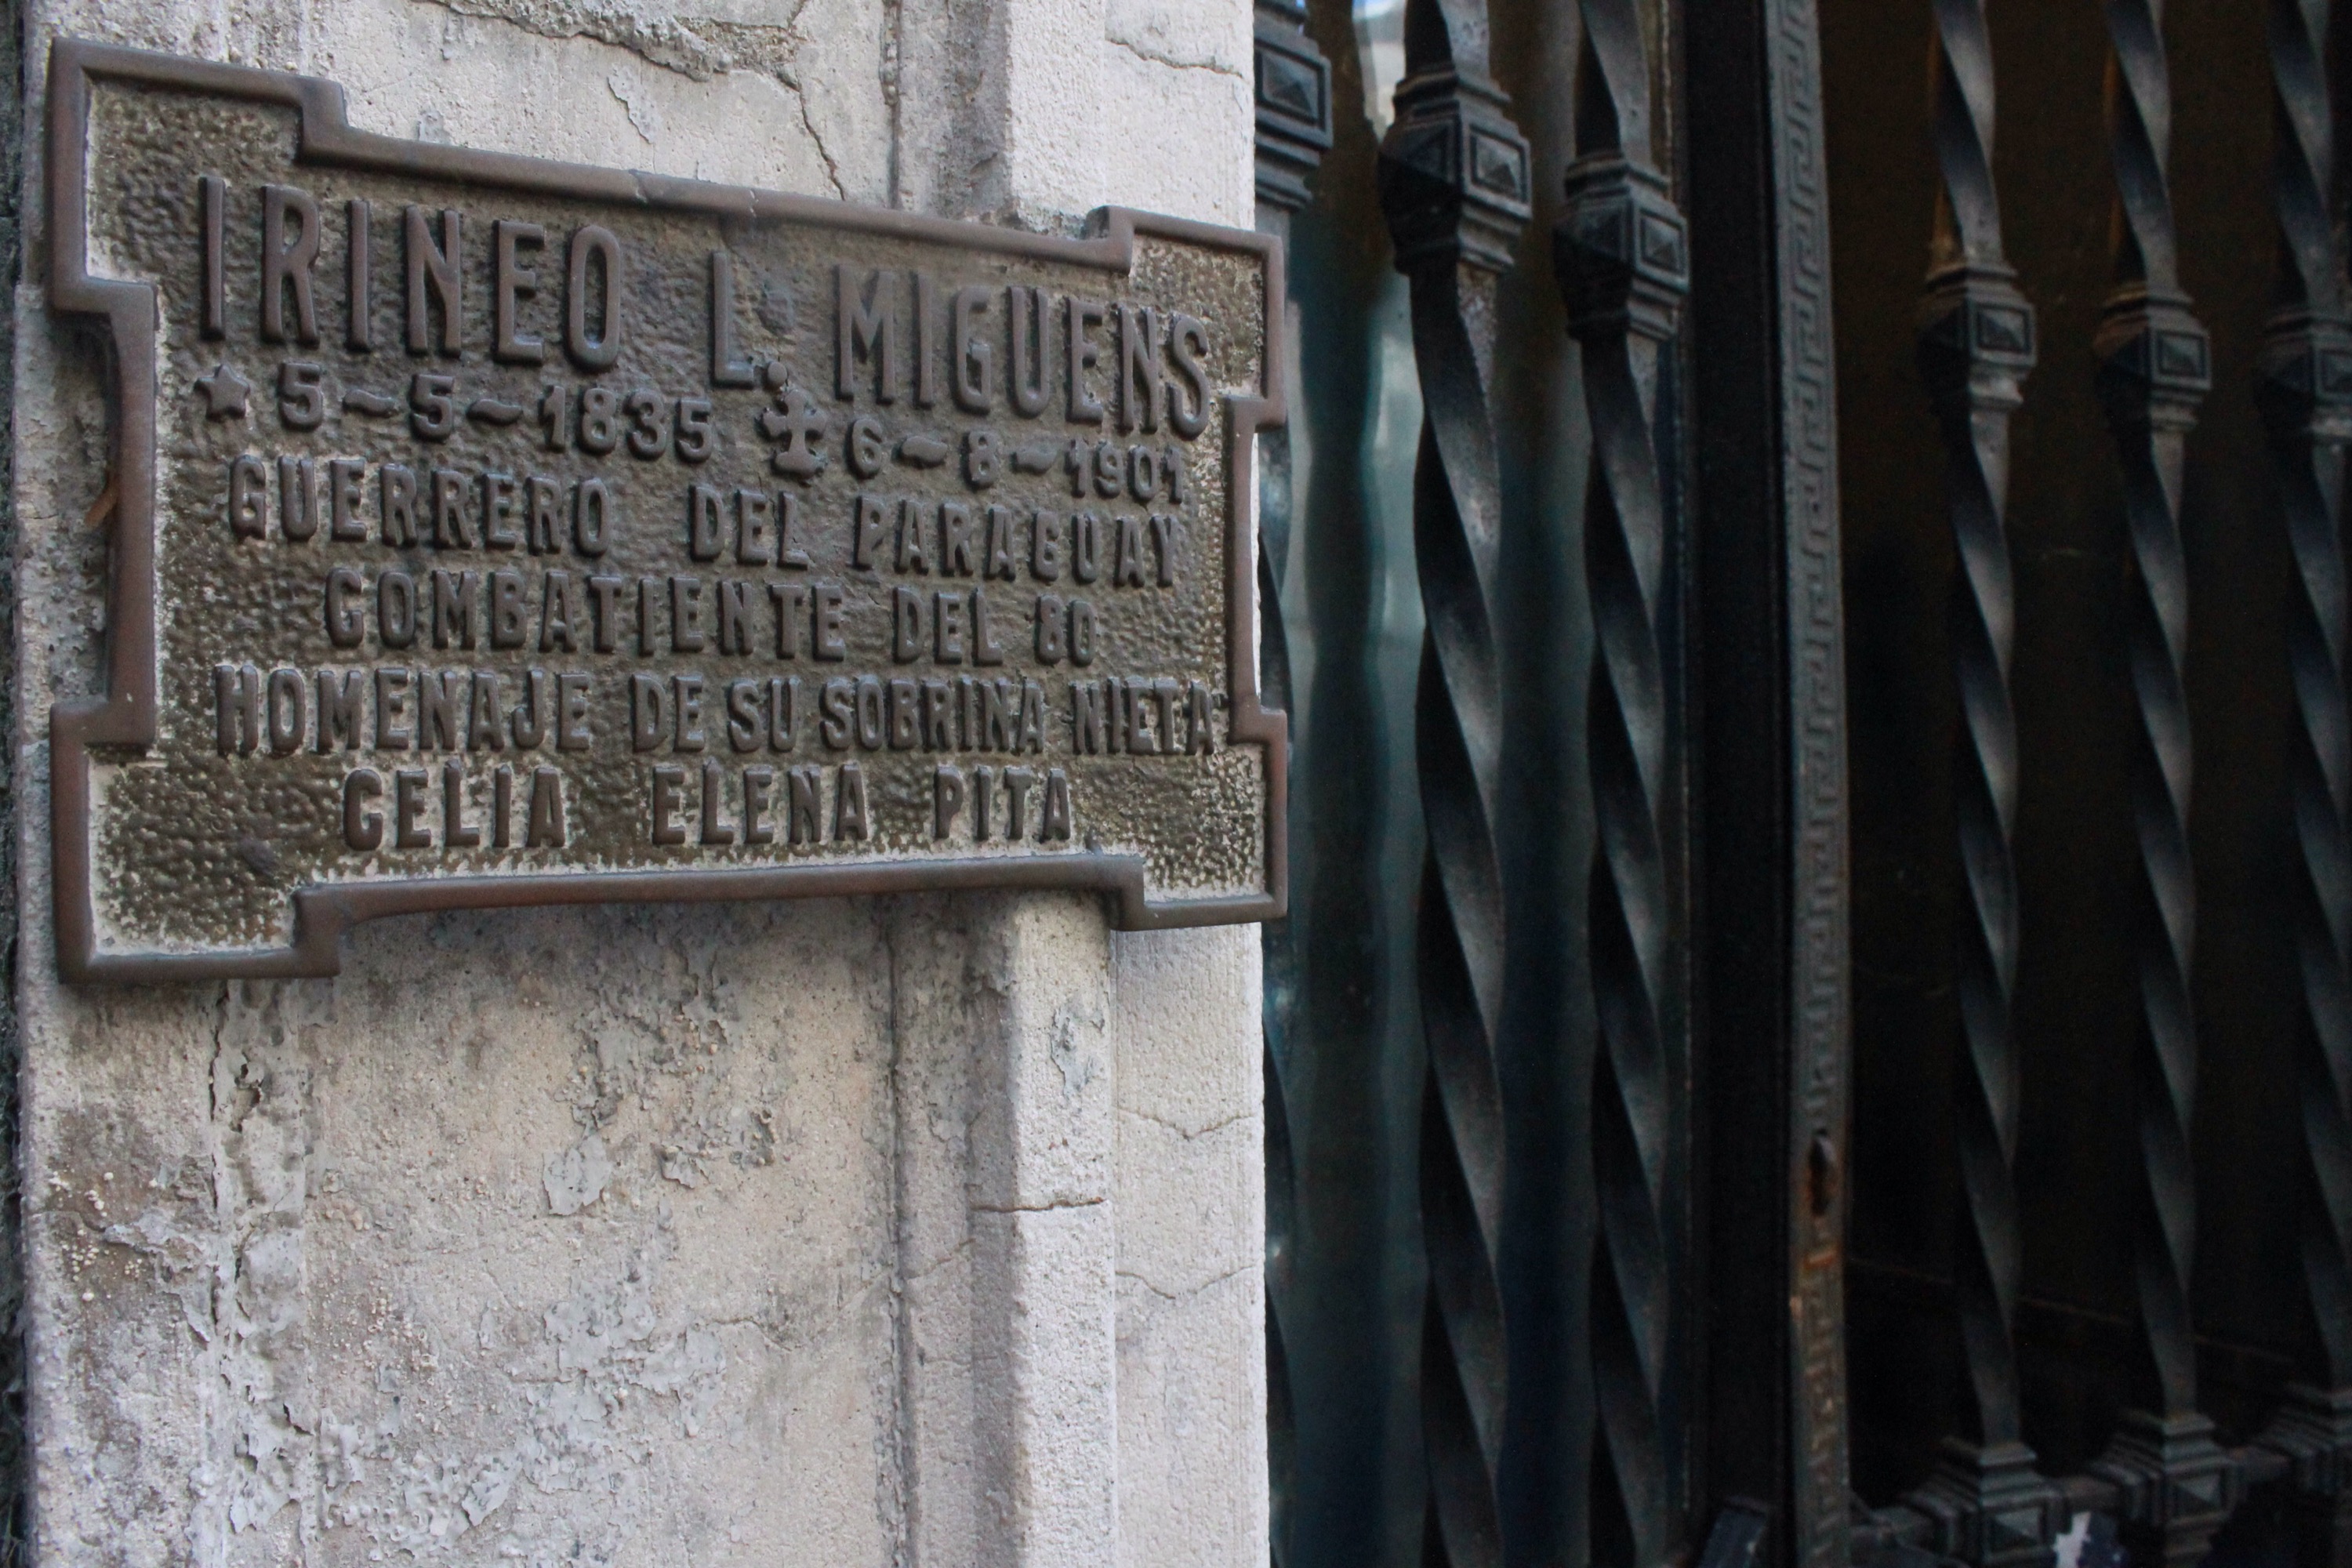 IRINEO L. MIGUENS
★ 5-5-1835 ✝ 6-8-1901
GUERRERO DEL PARAGUAY
COMBATIENTE DEL 80
HOMENAJE DE SU SOBRINA NIETA
CELIA ELENA PITA